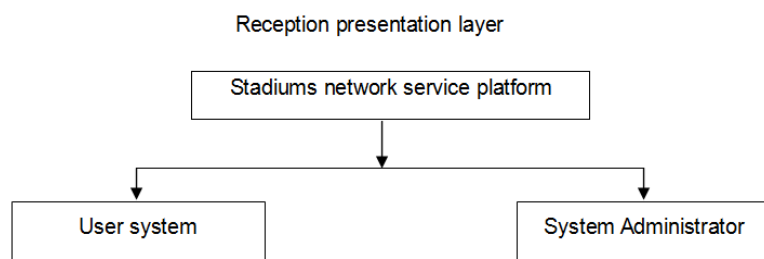 Reception presentation layer
Stadiums network service platform
User system
System Administrator